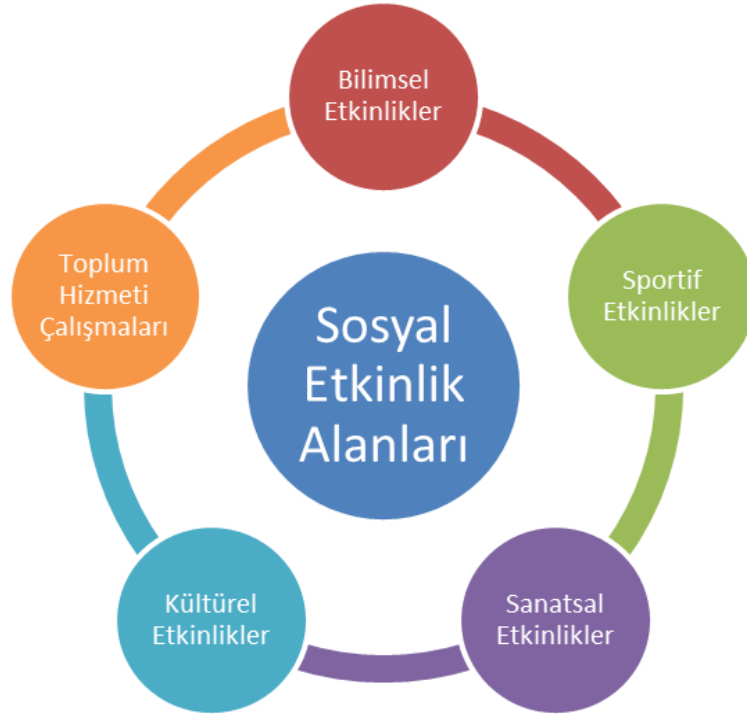 Bilimsel
Etkinlikler
Sportif
Etkinlikler
Sanatsal
Etkinlikler
Kültürel
Etkinlikler
Toplum
Hizmeti
Çalışmaları
Sosyal
Etkinlik
Alanları